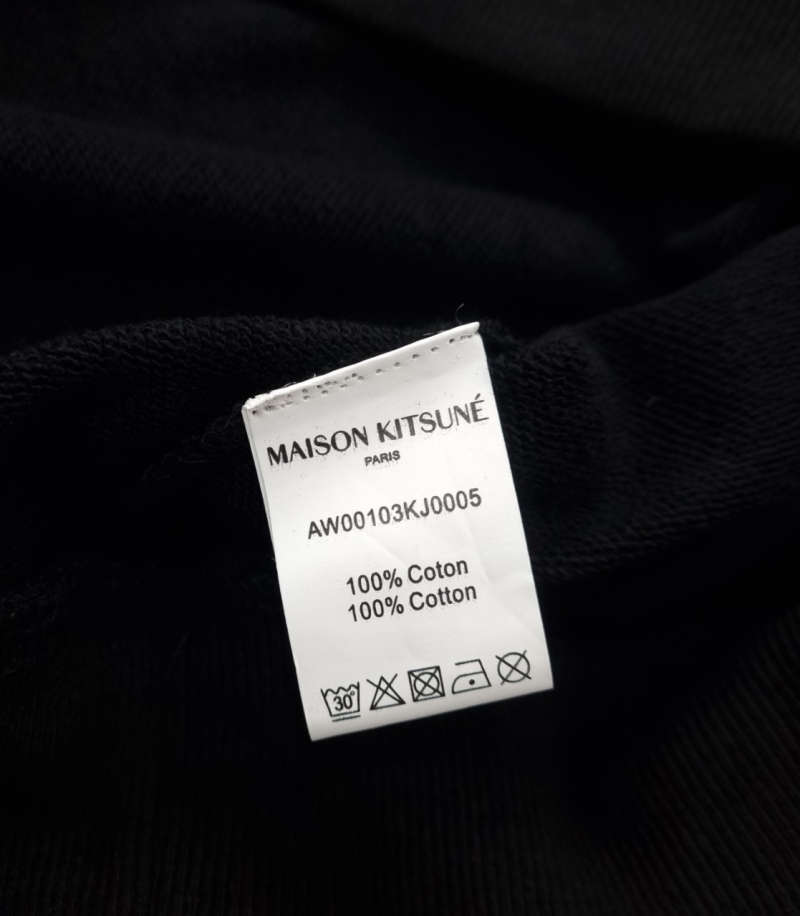 MAISON KITSUNÉ
PARIS
AW00103KJ0005
100% Coton
100% Cotton
30°